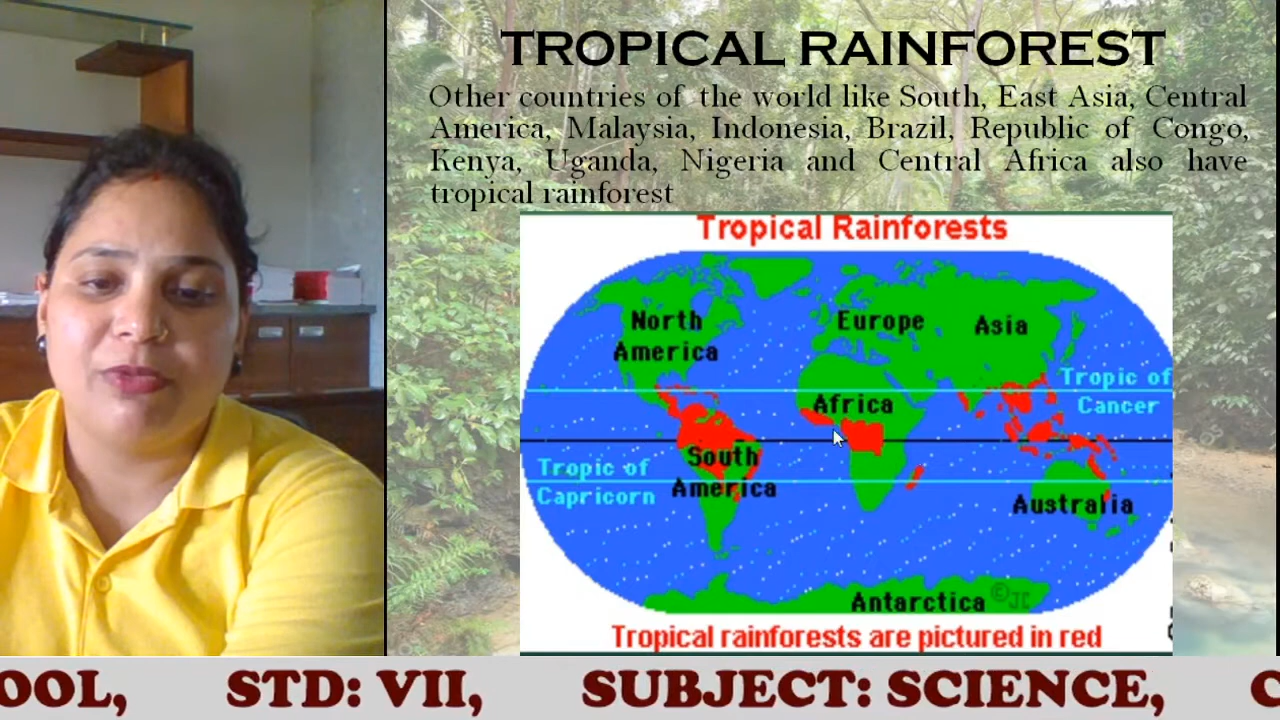 TROPICAL RAINFOREST
Other countries of the world like South, East Asia, Central
America, Malaysia, Indonesia, Brazil, Republic of Congo,
Kenya, Uganda, Nigeria and Central Africa also have
tropical rainforest
Tropical Rainforests
North
America
Europe
Asia
Tropic of
Cancer
Africa
South
America
Tropic of
Capricorn
Australia
Antarctica ©JI
Tropical rainforests are pictured in red
OOL, STD: VII, SUBJECT: SCIENCE, C